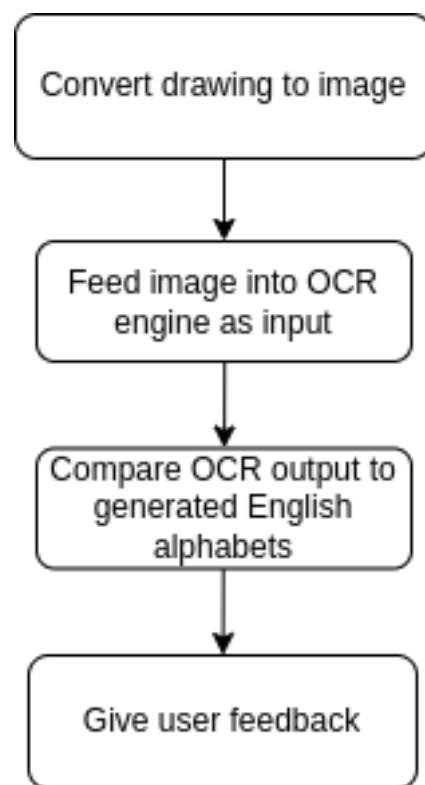 Convert drawing to image
Feed image into OCR
engine as input
Compare OCR output to
generated English
alphabets
Give user feedback